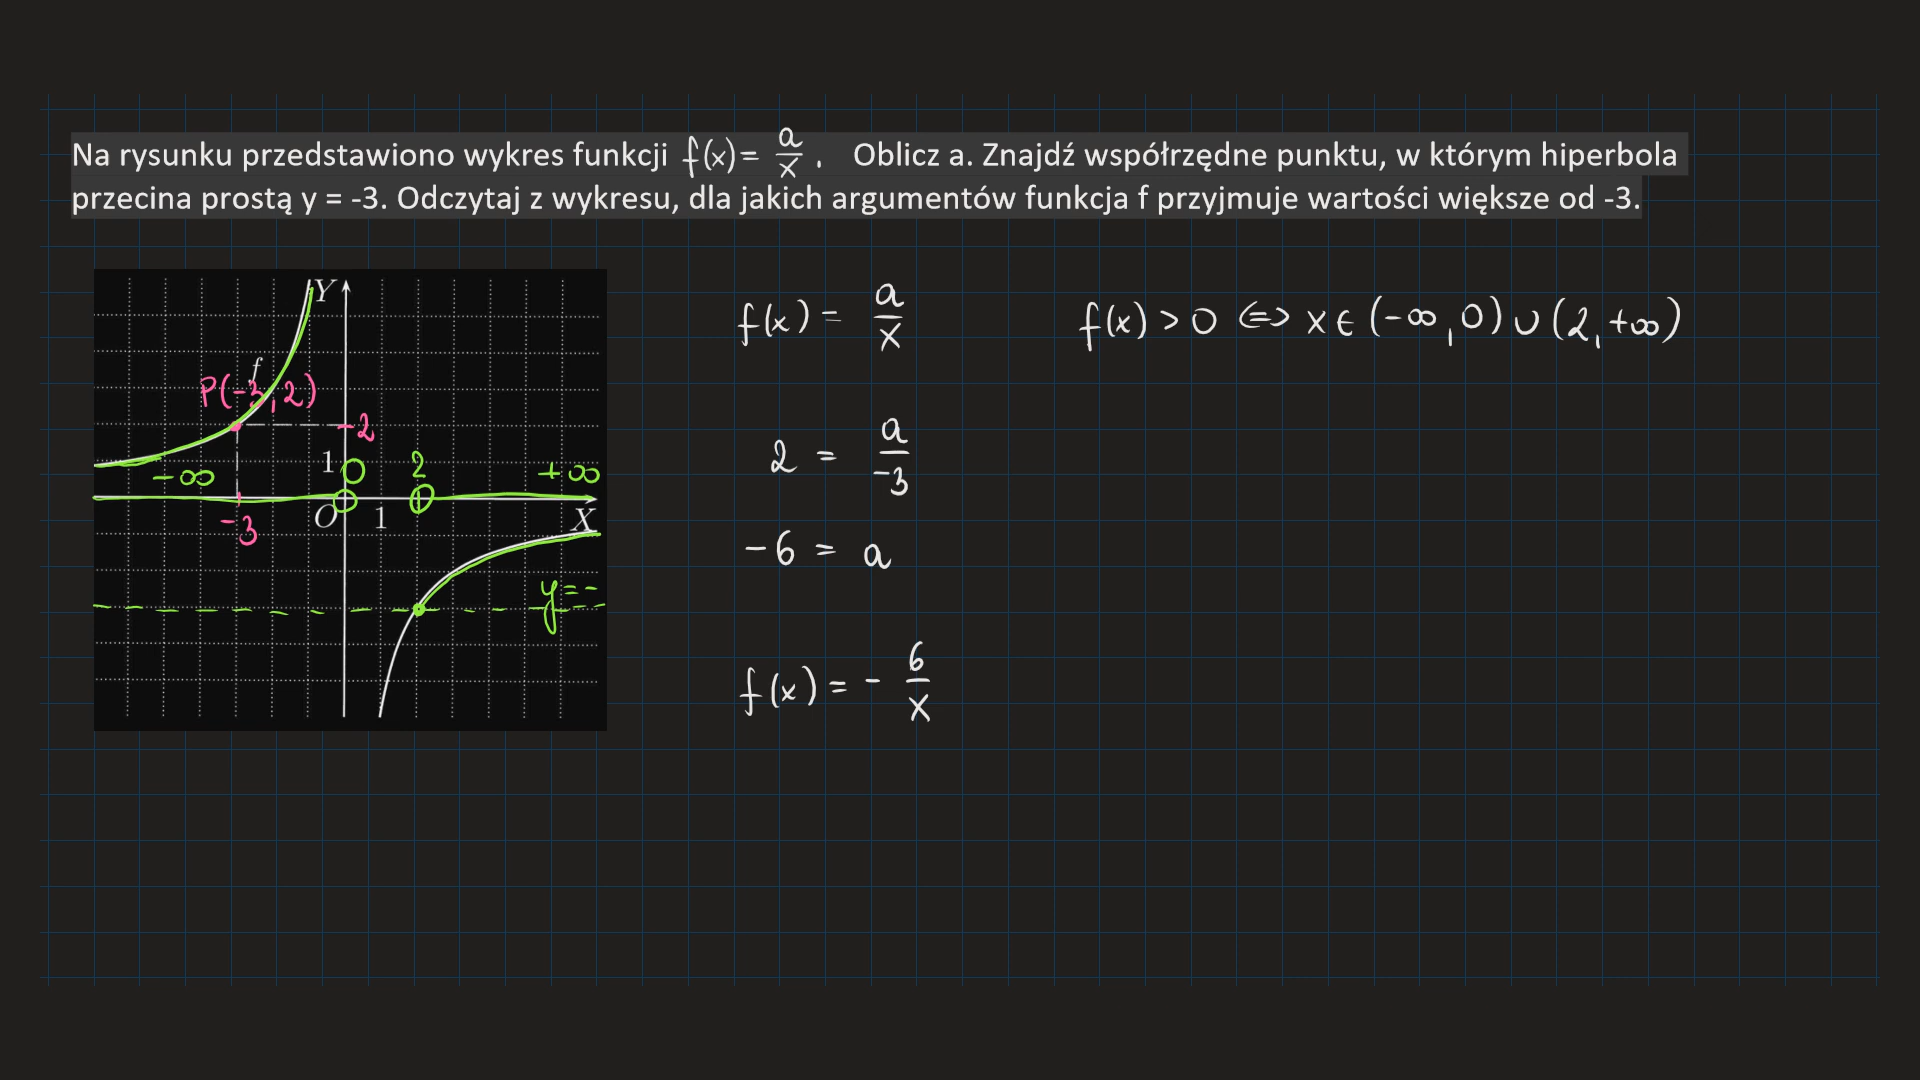 Na rysunku przedstawiono wykres funkcji f(x) = a/x . Oblicz a. Znajdź współrzędne punktu, w którym hiperbola
przecina prostą y = -3. Odczytaj z wykresu, dla jakich argumentów funkcja f przyjmuje wartości większe od -3.
Y
f
P(-3, 2)
2
1 0 2
-∞ +∞
-3 O 1 X
y = -
f(x) = a/x
2 = a/-3
-6 = a
f(x) = - 6/x
f(x) > 0 ⇔ x ∈ (-∞, 0) ∪ (2, +∞)